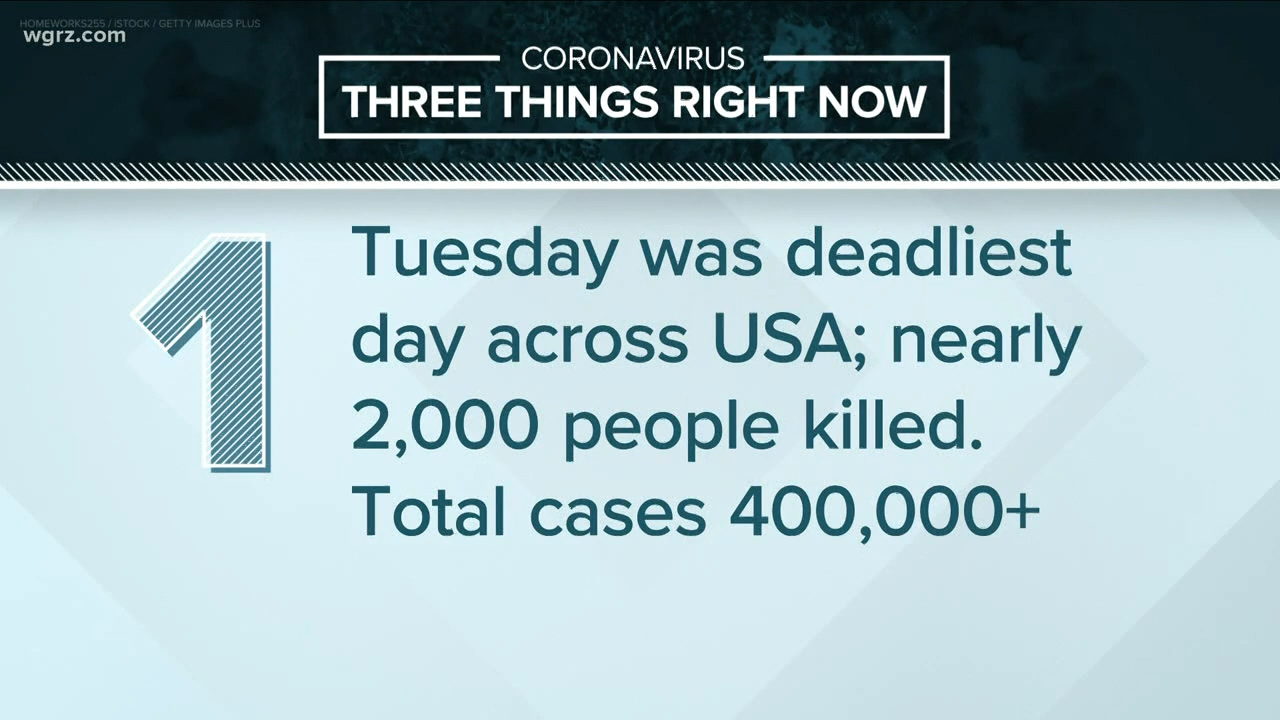 HOMEWORKS255 / ISTOCK / GETTY IMAGES PLUS
wgrz.com
CORONAVIRUS
THREE THINGS RIGHT NOW
1
Tuesday was deadliest
day across USA; nearly
2,000 people killed.
Total cases 400,000+